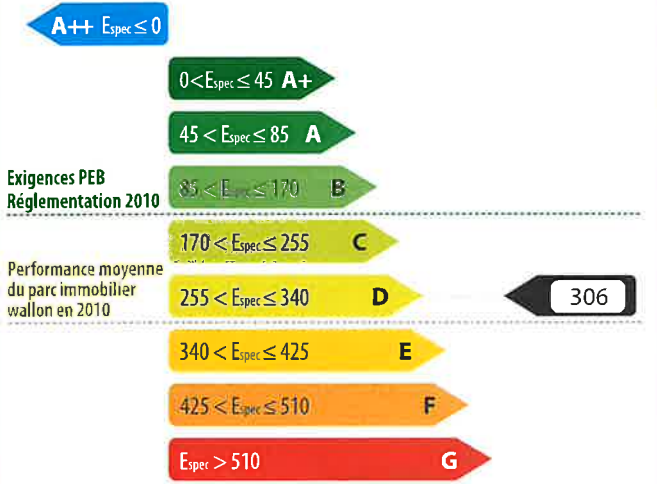 A++ Espec ≤ 0
0 < Espec ≤ 45 A+
45 < Espec ≤ 85 A
Exigences PEB
Réglementation 2010
85 < Espec ≤ 170 B
170 < Espec ≤ 255 C
Performance moyenne
du parc immobilier
wallon en 2010
255 < Espec ≤ 340 D
306
340 < Espec ≤ 425 E
425 < Espec ≤ 510 F
Espec > 510 G